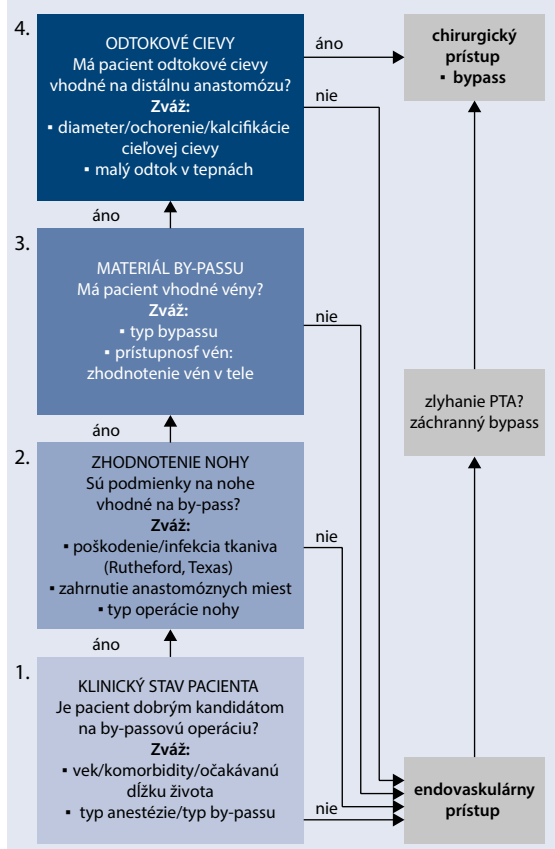 4.
ODTOKOVÉ CIEVY
Má pacient odtokové cievy
vhodné na distálnu anastomózu?
Zváž:
▪ diameter/ochorenie/kalcifikácie
cieľovej cievy
▪ malý odtok v tepnách
áno
nie
chirurgický
prístup
▪ bypass
áno
3.
MATERIÁL BY-PASSU
Má pacient vhodné vény?
Zváž:
▪ typ bypassu
▪ prístupnosť vén:
zhodnotenie vén v tele
nie
zlyhanie PTA?
záchranný bypass
áno
2.
ZHODNOTENIE NOHY
Sú podmienky na nohe
vhodné na by-pass?
Zváž:
▪ poškodenie/infekcia tkaniva
(Rutheford, Texas)
▪ zahrnutie anastomóznych miest
▪ typ operácie nohy
nie
áno
1.
KLINICKÝ STAV PACIENTA
Je pacient dobrým kandidátom
na by-passovú operáciu?
Zváž:
▪ vek/komorbidity/očakávanú
dĺžku života
▪ typ anestézie/typ by-passu
nie
endovaskulárny
prístup